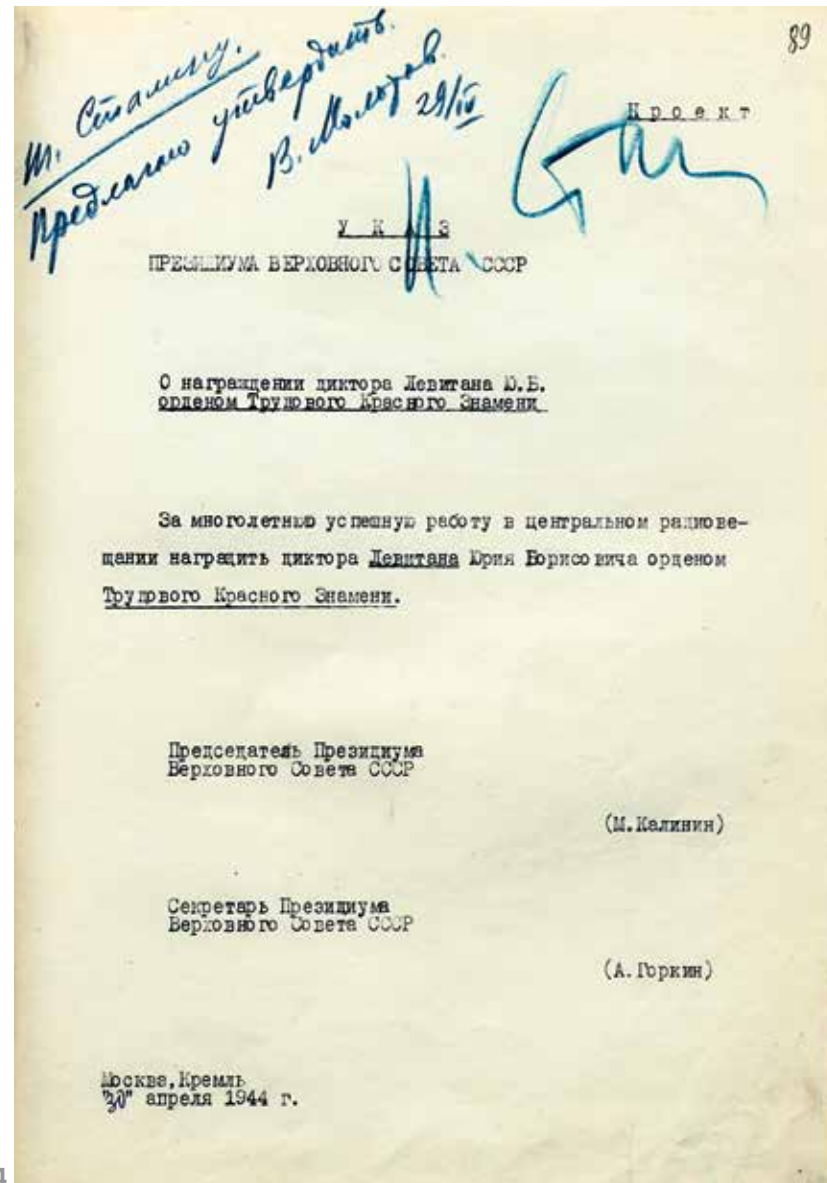 89
т. Сталину.
Предлагаю утвердить.
В. Молотов.
29/IV
Проект
У К А З
ПРЕЗИДИУМА ВЕРХОВНОГО СОВЕТА СССР
О награждении диктора Левитана Ю.Б.
орденом Трудового Красного Знамени
За многолетнюю успешную работу в центральном радиове-
щании наградить диктора Левитана Юрия Борисовича орденом
Трудового Красного Знамени.
Председатель Президиума
Верховного Совета СССР
(М.Калинин)
Секретарь Президиума
Верховного Совета СССР
(А.Горкин)
Москва,Кремль
"30" апреля 1944 г.